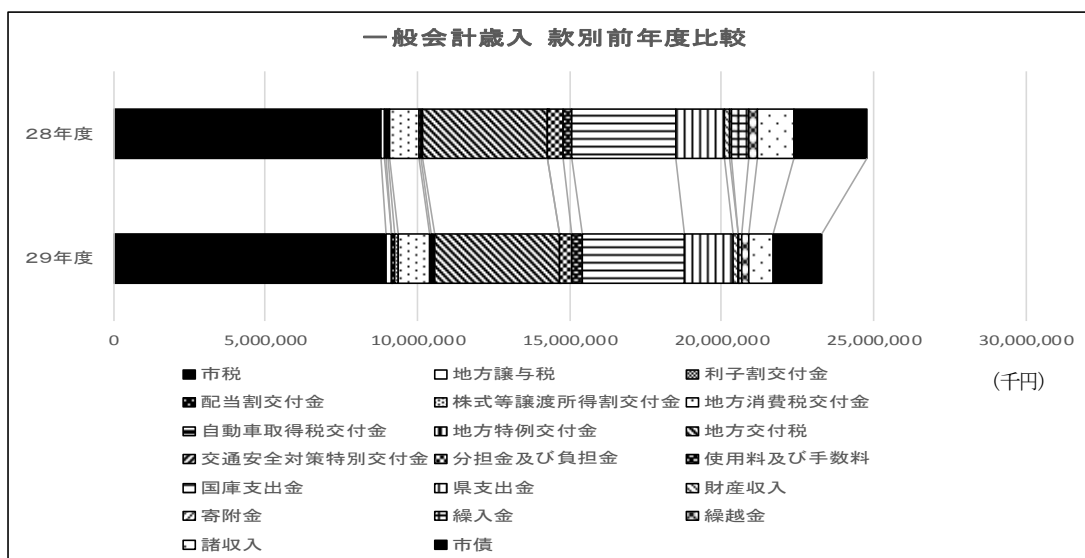 一般会計歳入 款別前年度比較
28年度
29年度
0 5,000,000 10,000,000 15,000,000 20,000,000 25,000,000 30,000,000
(千円)
市税 地方譲与税 利子割交付金
配当割交付金 株式等譲渡所得割交付金 地方消費税交付金
自動車取得税交付金 地方特例交付金 地方交付税
交通安全対策特別交付金 分担金及び負担金 使用料及び手数料
国庫支出金 県支出金 財産収入
寄附金 繰入金 繰越金
諸収入 市債